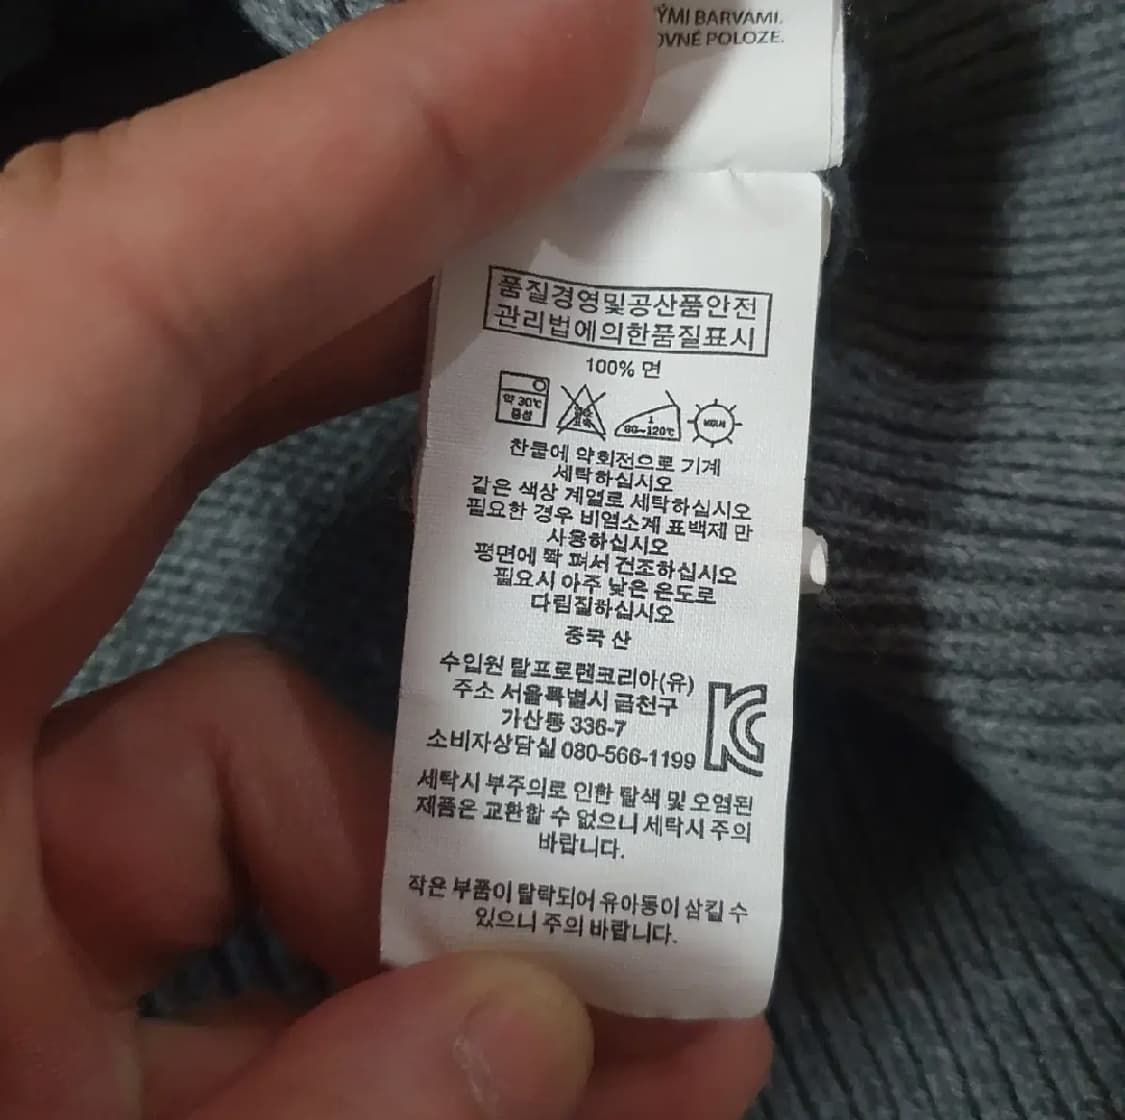 ÝMI BARVAMI.
OVNÉ POLOZE.
품질경영및공산품안전
관리법에의한품질표시
100% 면
약 30℃
중성
염소
표백
1
80~120℃
찬물에 약회전으로 기계
세탁하십시오
같은 색상 계열로 세탁하십시오
필요한 경우 비염소계 표백제 만
사용하십시오
평면에 쫙 펴서 건조하십시오
필요시 아주 낮은 온도로
다림질하십시오
중국 산
수입원 랄프로렌코리아(유)
주소 서울특별시 금천구
가산동 336-7
소비자상담실 080-566-1199
KC
세탁시 부주의로 인한 탈색 및 오염된
제품은 교환할 수 없으니 세탁시 주의
바랍니다.
작은 부품이 탈락되어 유아동이 삼킬 수
있으니 주의 바랍니다.